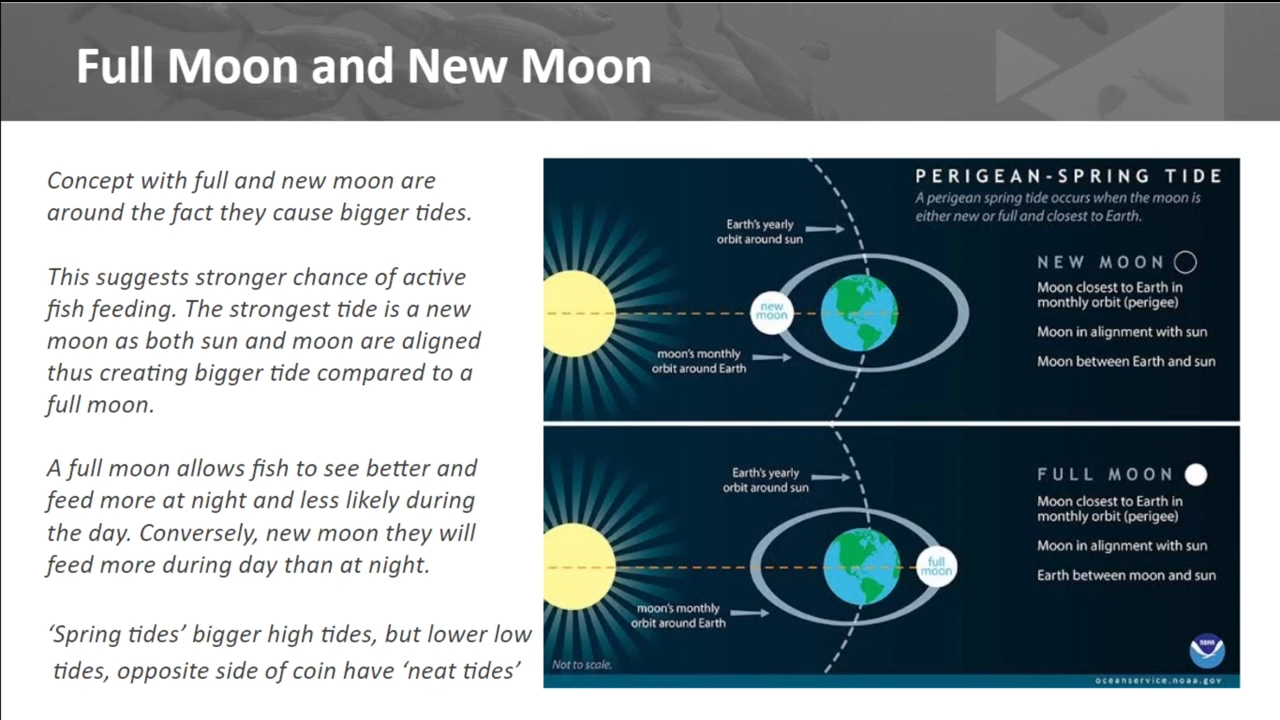 Full Moon and New Moon
Concept with full and new moon are
around the fact they cause bigger tides.
This suggests stronger chance of active
fish feeding. The strongest tide is a new
moon as both sun and moon are aligned
thus creating bigger tide compared to a
full moon.
A full moon allows fish to see better and
feed more at night and less likely during
the day. Conversely, new moon they will
feed more during day than at night.
‘Spring tides’ bigger high tides, but lower low
tides, opposite side of coin have ‘neat tides’
PERIGEAN-SPRING TIDE
A perigean spring tide occurs when the moon is
either new or full and closest to Earth.
Earth's yearly
orbit around sun
new
moon
moon's monthly
orbit around Earth
NEW MOON
Moon closest to Earth in
monthly orbit (perigee)
Moon in alignment with sun
Moon between Earth and sun
Earth's yearly
orbit around sun
full
moon
moon's monthly
orbit around Earth
FULL MOON
Moon closest to Earth in
monthly orbit (perigee)
Moon in alignment with sun
Earth between moon and sun
Not to scale.
NOAA
oceanservice.noaa.gov